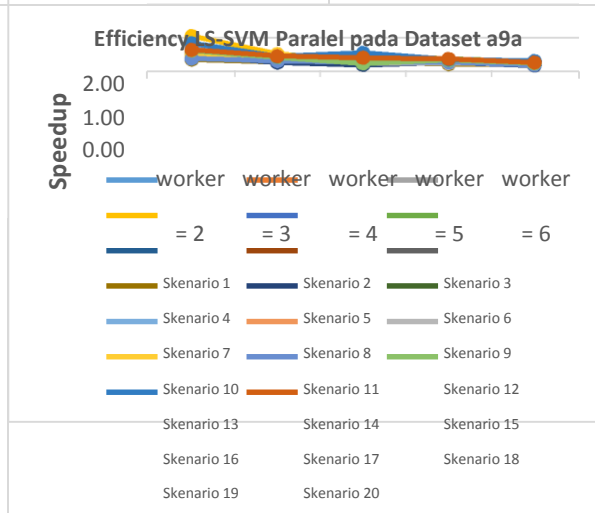 Efficiency LS-SVM Paralel pada Dataset a9a
Speedup
2.00
1.00
0.00
worker worker worker worker worker
= 2 = 3 = 4 = 5 = 6
Skenario 1 Skenario 2 Skenario 3
Skenario 4 Skenario 5 Skenario 6
Skenario 7 Skenario 8 Skenario 9
Skenario 10 Skenario 11 Skenario 12
Skenario 13 Skenario 14 Skenario 15
Skenario 16 Skenario 17 Skenario 18
Skenario 19 Skenario 20